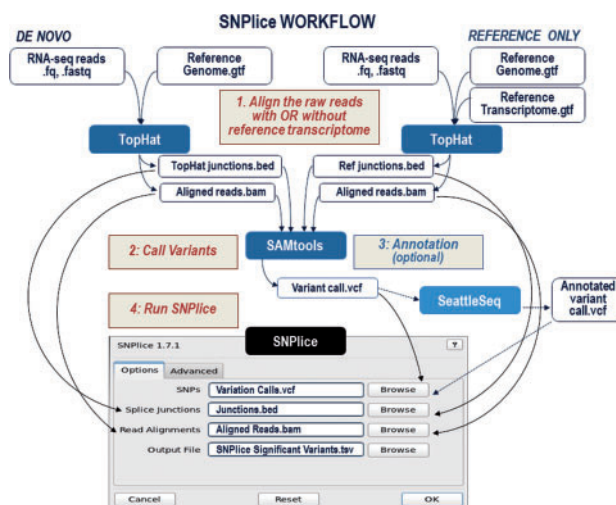 SNPlice WORKFLOW
DE NOVO
REFERENCE ONLY
RNA-seq reads
.fq, .fastq
Reference
Genome.gtf
RNA-seq reads
.fq, .fastq
Reference
Genome.gtf
Reference
Transcriptome.gtf
1. Align the raw reads
with OR without
reference transcriptome
TopHat
TopHat
TopHat junctions.bed
Ref junctions.bed
Aligned reads.bam
Aligned reads.bam
SAMtools
2: Call Variants
3: Annotation
(optional)
Variant call.vcf
SeattleSeq
Annotated
variant
call.vcf
4: Run SNPlice
SNPlice
SNPlice 1.7.1
Options
Advanced
SNPs
Variation Calls.vcf
Browse
Splice Junctions
Junctions.bed
Browse
Read Alignments
Aligned Reads.bam
Browse
Output File
SNPlice Significant Variants.tsv
Browse
Cancel
Reset
OK